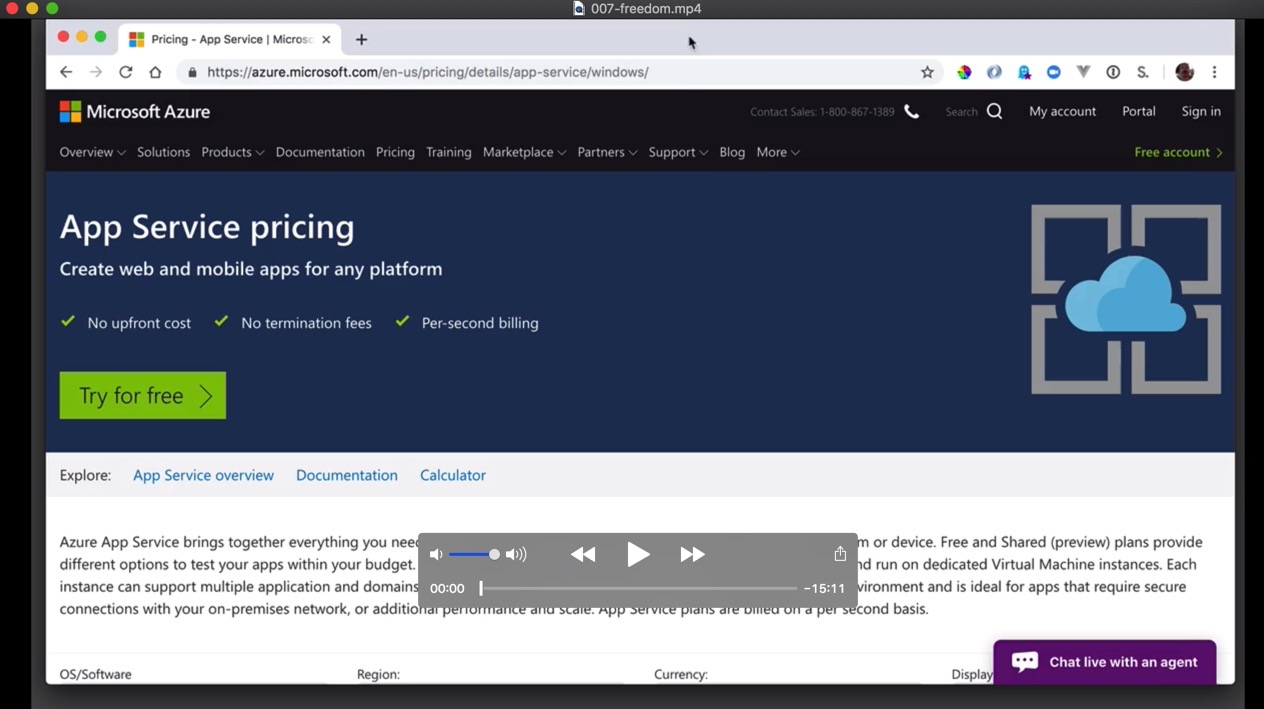 007-freedom.mp4
Pricing - App Service | Micros
https://azure.microsoft.com/en-us/pricing/details/app-service/windows/
S.
Microsoft Azure
Contact Sales: 1-800-867-1389 Search My account Portal Sign in
Overview Solutions Products Documentation Pricing Training Marketplace Partners Support Blog More Free account
App Service pricing
Create web and mobile apps for any platform
No upfront cost No termination fees Per-second billing
Try for free
Explore: App Service overview Documentation Calculator
Azure App Service brings together everything you nee m or device. Free and Shared (preview) plans provide
different options to test your apps within your budget. nd run on dedicated Virtual Machine instances. Each
instance can support multiple application and domains vironment and is ideal for apps that require secure
00:00 -15:11
connections with your on-premises network, or additional performance and scale. App Service plans are billed on a per second basis.
Chat live with an agent
OS/Software Region: Currency: Display